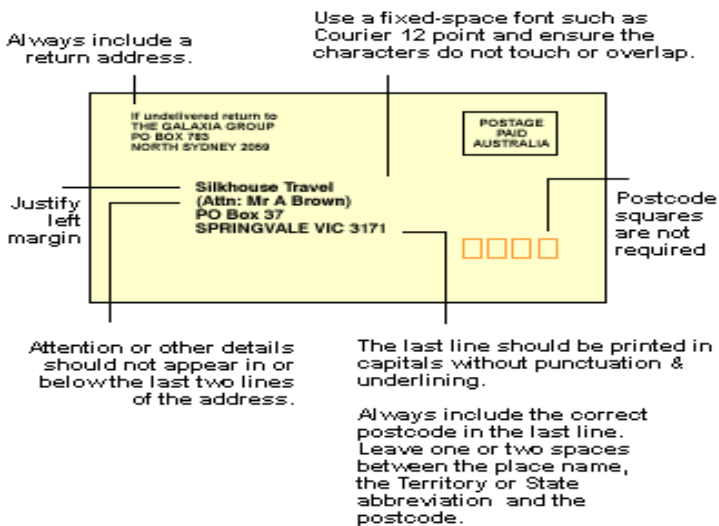 Always include a
return address.
Use a fixed-space font such as
Courier 12 point and ensure the
characters do not touch or overlap.
If undelivered return to
THE GALAXIA GROUP
PO BOX 783
NORTH SYDNEY 2059
POSTAGE
PAID
AUSTRALIA
Justify
left
margin
Silkhouse Travel
(Attn: Mr A Brown)
PO Box 37
SPRINGVALE VIC 3171
Postcode
squares
are not
required
Attention or other details
should not appear in or
below the last two lines
of the address.
The last line should be printed in
capitals without punctuation &
underlining.
Always include the correct
postcode in the last line.
Leave one or two spaces
between the place name,
the Territory or State
abbreviation and the
postcode.